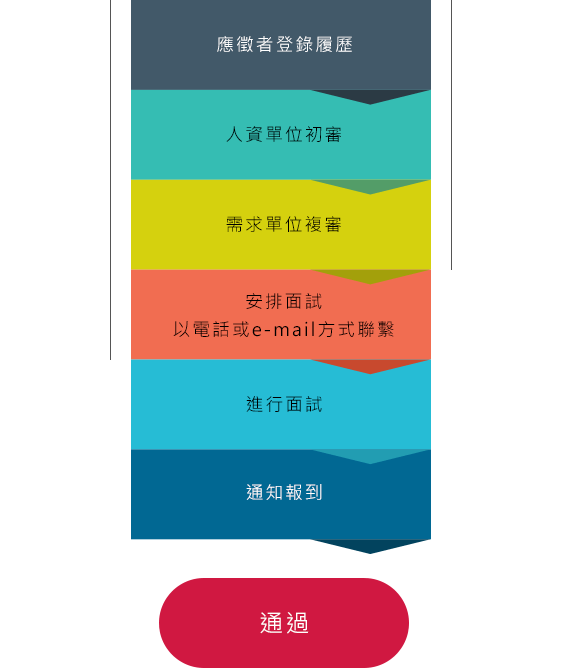 應徵者登錄履歷
人資單位初審
需求單位複審
安排面試
以電話或e-mail方式聯繫
進行面試
通知報到
通過